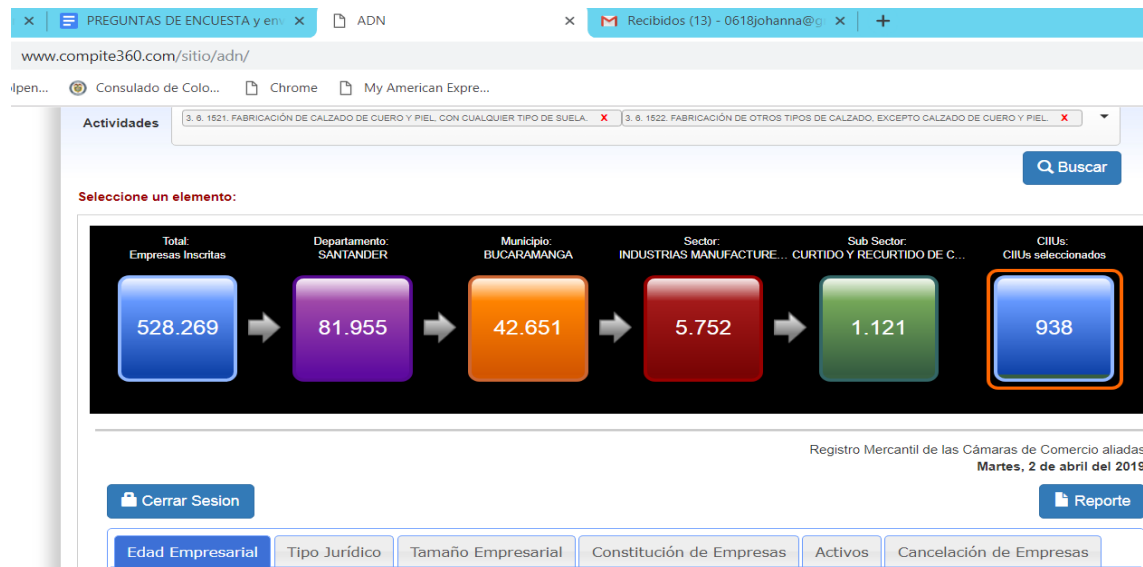 PREGUNTAS DE ENCUESTA y env
ADN
Recibidos (13) - 0618johanna@g
www.compite360.com/sitio/adn/
lpen...
Consulado de Colo...
Chrome
My American Expre...
Actividades
3. 6. 1521. FABRICACIÓN DE CALZADO DE CUERO Y PIEL, CON CUALQUIER TIPO DE SUELA. X
3. 6. 1522. FABRICACIÓN DE OTROS TIPOS DE CALZADO, EXCEPTO CALZADO DE CUERO Y PIEL. X
Buscar
Seleccione un elemento:
Total:
Empresas Inscritas
528.269
Departamento:
SANTANDER
81.955
Municipio:
BUCARAMANGA
42.651
Sector:
INDUSTRIAS MANUFACTURE...
5.752
Sub Sector:
CURTIDO Y RECURTIDO DE C...
1.121
CIIUs:
CIIUs seleccionados
938
Registro Mercantil de las Cámaras de Comercio aliadas
Martes, 2 de abril del 2019
Cerrar Sesion
Reporte
Edad Empresarial
Tipo Jurídico
Tamaño Empresarial
Constitución de Empresas
Activos
Cancelación de Empresas